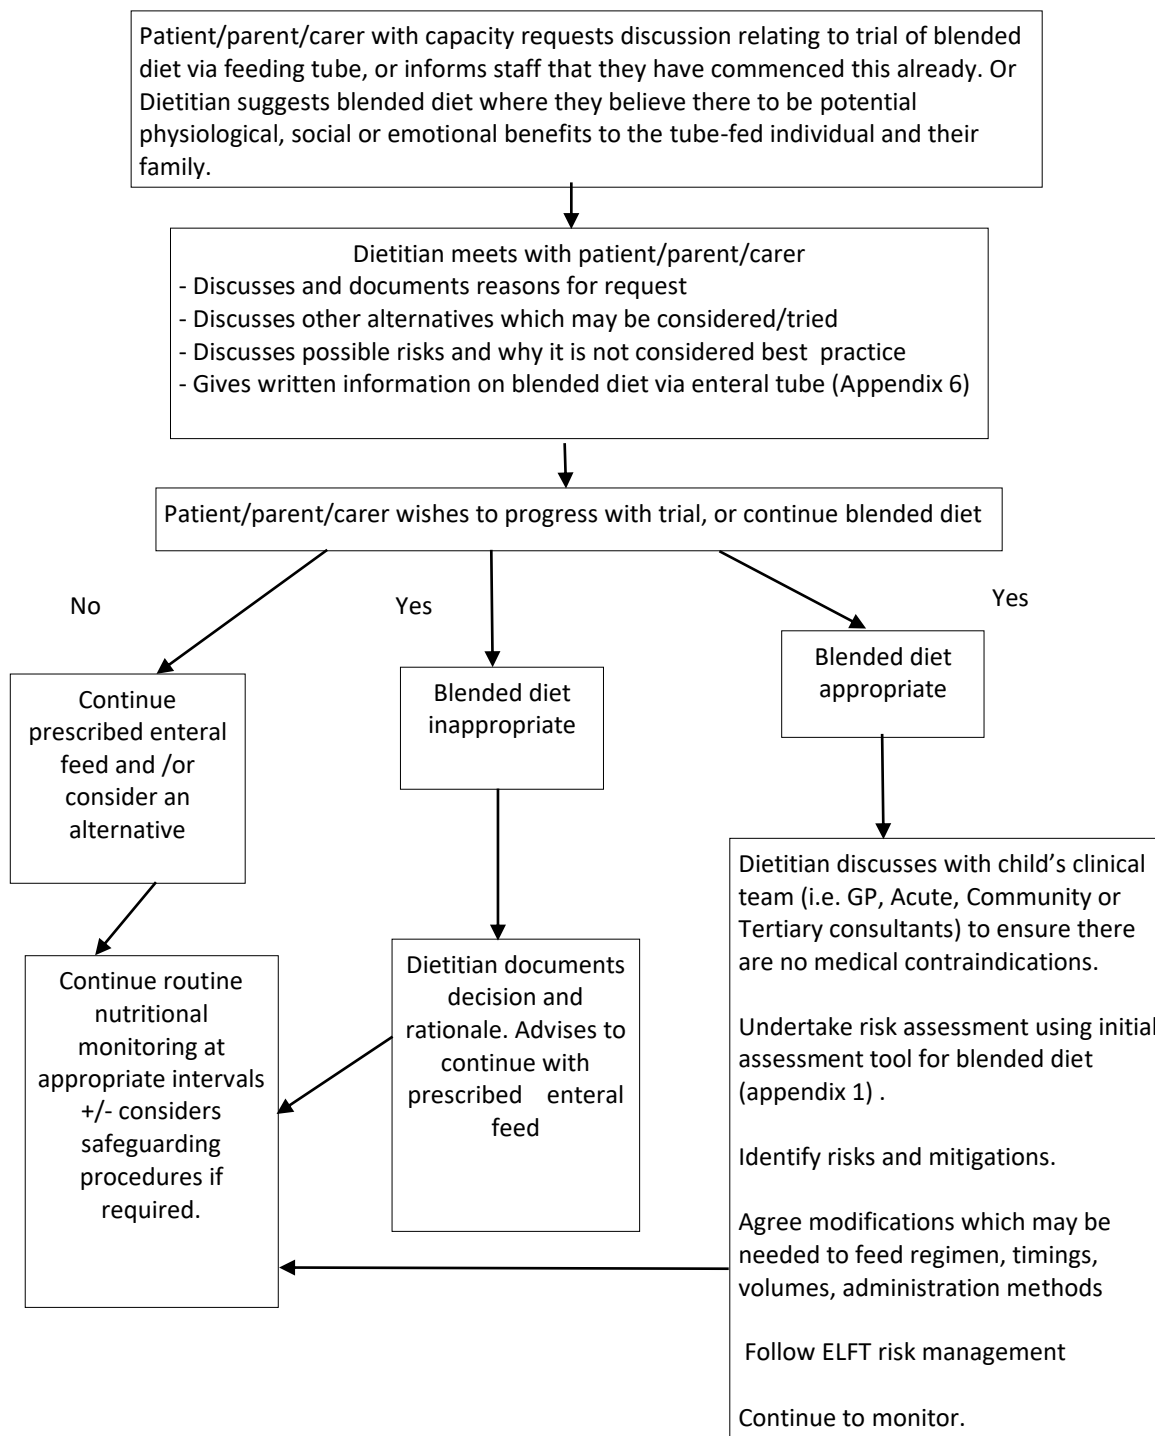 Patient/parent/carer with capacity requests discussion relating to trial of blended
diet via feeding tube, or informs staff that they have commenced this already. Or
Dietitian suggests blended diet where they believe there to be potential
physiological, social or emotional benefits to the tube-fed individual and their
family.
Dietitian meets with patient/parent/carer
- Discusses and documents reasons for request
- Discusses other alternatives which may be considered/tried
- Discusses possible risks and why it is not considered best  practice
- Gives written information on blended diet via enteral tube (Appendix 6)
Patient/parent/carer wishes to progress with trial, or continue blended diet
No
Yes
Yes
Continue
prescribed enteral
feed and /or
consider an
alternative
Blended diet
inappropriate
Blended diet
appropriate
Continue routine
nutritional
monitoring at
appropriate intervals
+/- considers
safeguarding
procedures if
required.
Dietitian documents
decision and
rationale. Advises to
continue with
prescribed enteral
feed
Dietitian discusses with child’s clinical
team (i.e. GP, Acute, Community or
Tertiary consultants) to ensure there
are no medical contraindications.
Undertake risk assessment using initial
assessment tool for blended diet
(appendix 1) .
Identify risks and mitigations.
Agree modifications which may be
needed to feed regimen, timings,
volumes, administration methods
Follow ELFT risk management
Continue to monitor.